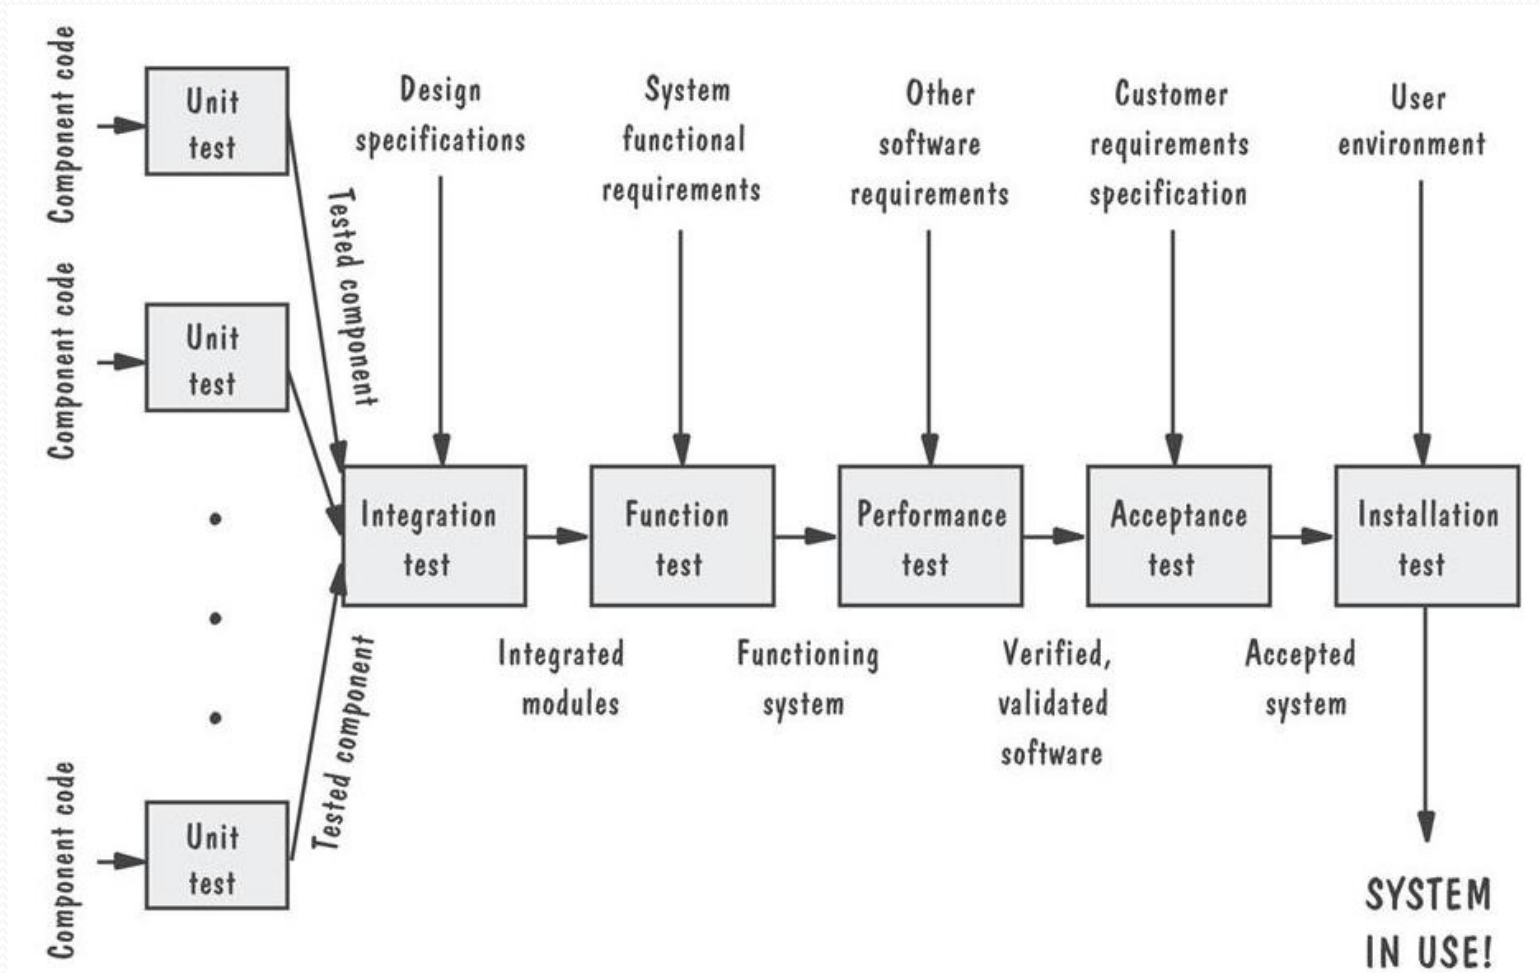 Component code
Unit
test
Component code
Unit
test
Component code
Unit
test
Tested component
Tested component
Design
specifications
System
functional
requirements
Other
software
requirements
Customer
requirements
specification
User
environment
Integration
test
Function
test
Performance
test
Acceptance
test
Installation
test
Integrated
modules
Functioning
system
Verified,
validated
software
Accepted
system
SYSTEM
IN USE!